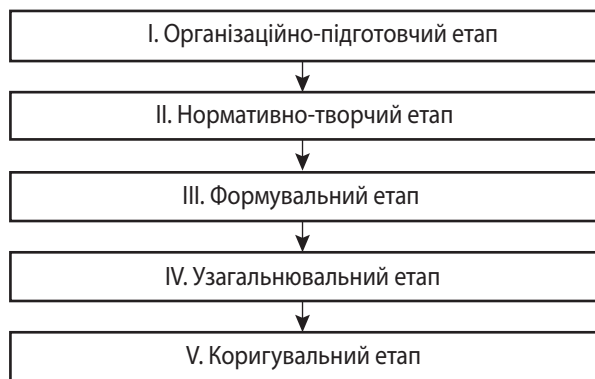 I. Організаційно-підготовчий етап
II. Нормативно-творчий етап
III. Формувальний етап
IV. Узагальнювальний етап
V. Коригувальний етап